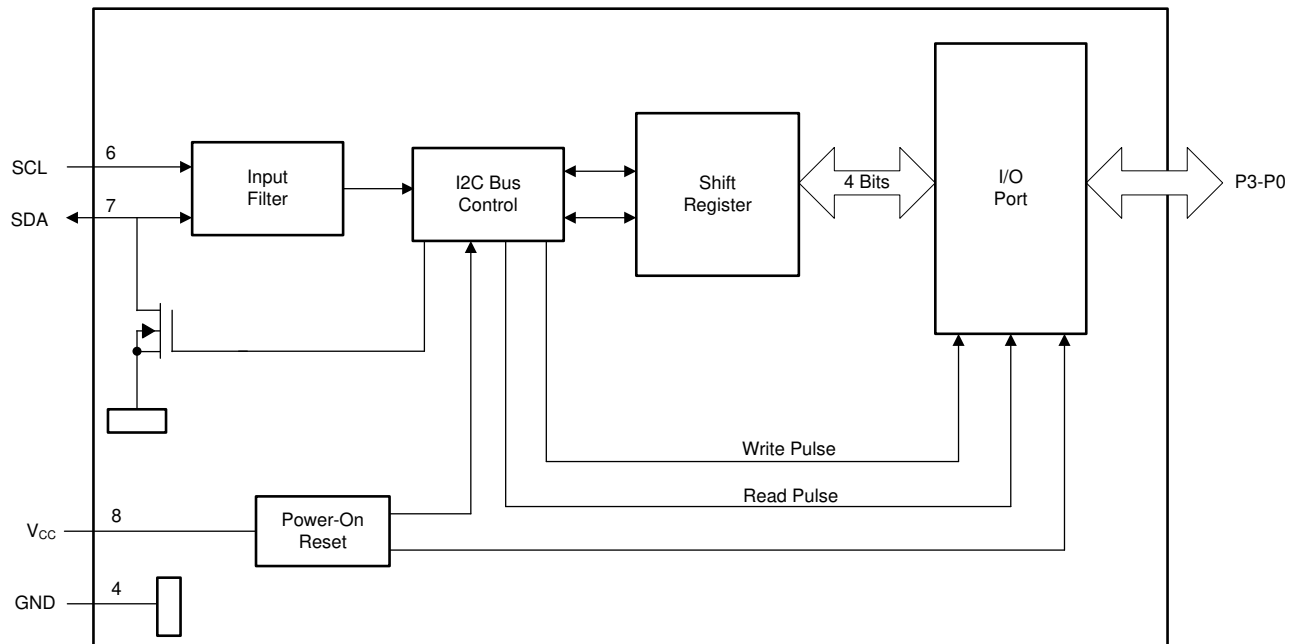 SCL
6
SDA
7
Input
Filter
I2C Bus
Control
Shift
Register
4 Bits
I/O
Port
P3-P0
Write Pulse
Read Pulse
VCC
8
Power-On
Reset
GND
4